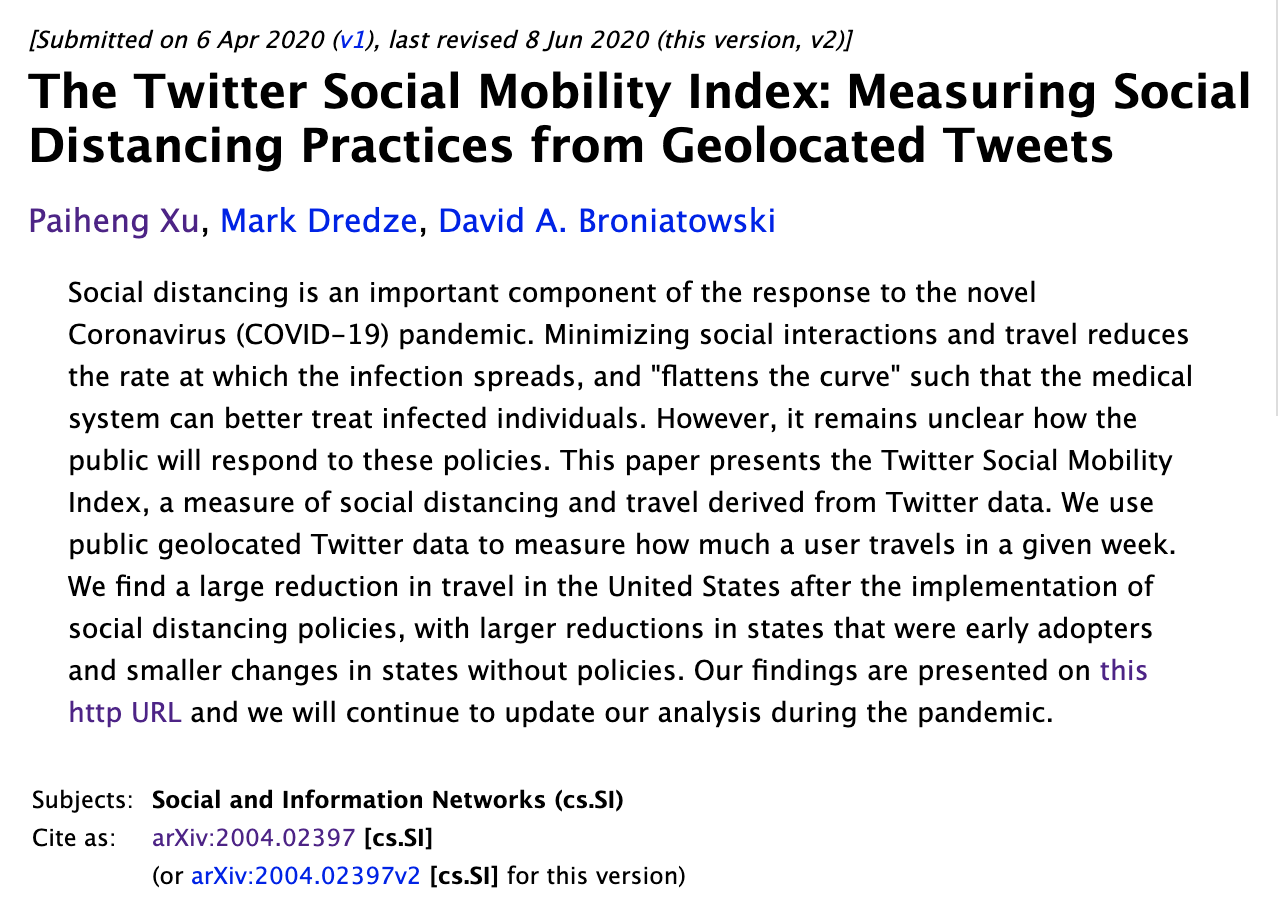 [Submitted on 6 Apr 2020 (v1), last revised 8 Jun 2020 (this version, v2)]
The Twitter Social Mobility Index: Measuring Social
Distancing Practices from Geolocated Tweets
Paiheng Xu, Mark Dredze, David A. Broniatowski
Social distancing is an important component of the response to the novel
Coronavirus (COVID-19) pandemic. Minimizing social interactions and travel reduces
the rate at which the infection spreads, and "flattens the curve" such that the medical
system can better treat infected individuals. However, it remains unclear how the
public will respond to these policies. This paper presents the Twitter Social Mobility
Index, a measure of social distancing and travel derived from Twitter data. We use
public geolocated Twitter data to measure how much a user travels in a given week.
We find a large reduction in travel in the United States after the implementation of
social distancing policies, with larger reductions in states that were early adopters
and smaller changes in states without policies. Our findings are presented on this
http URL and we will continue to update our analysis during the pandemic.
Subjects: Social and Information Networks (cs.SI)
Cite as: arXiv:2004.02397 [cs.SI]
(or arXiv:2004.02397v2 [cs.SI] for this version)